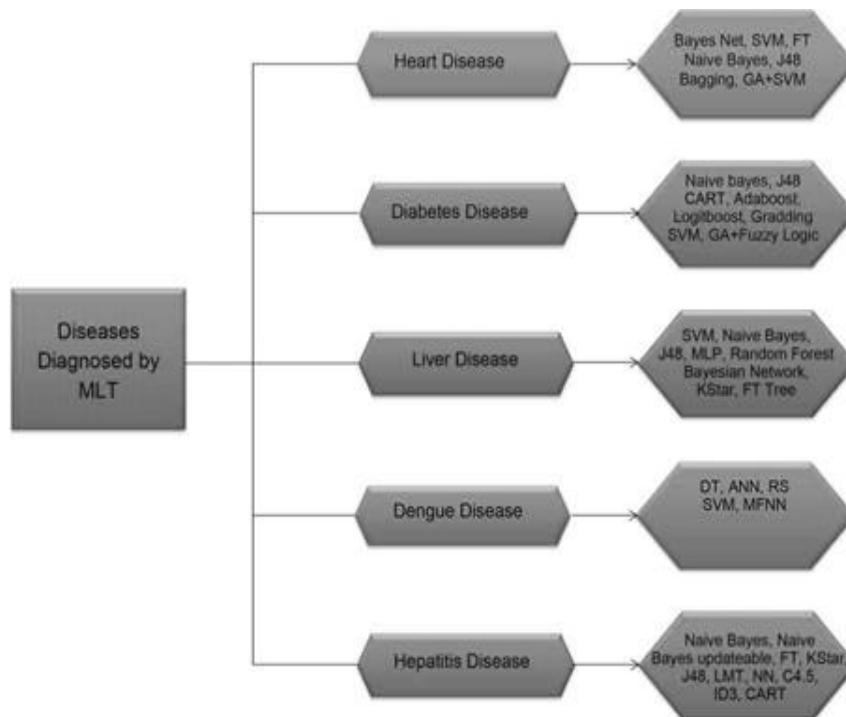 Diseases
Diagnosed by
MLT
Heart Disease
Bayes Net, SVM, FT
Naive Bayes, J48
Bagging, GA+SVM
Diabetes Disease
Naive bayes, J48
CART, Adaboost,
Logitboost, Gradding
SVM, GA+Fuzzy Logic
Liver Disease
SVM, Naive Bayes,
J48, MLP, Random Forest
Bayesian Network,
KStar, FT Tree
Dengue Disease
DT, ANN, RS
SVM, MFNN
Hepatitis Disease
Naive Bayes, Naive
Bayes updateable, FT, KStar,
J48, LMT, NN, C4.5,
ID3, CART